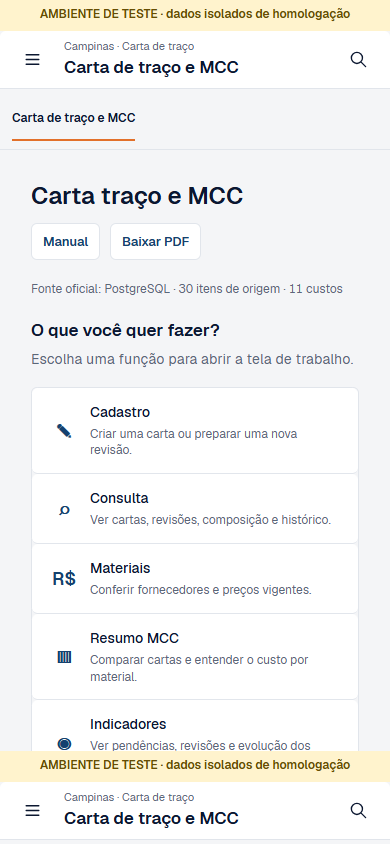 AMBIENTE DE TESTE · dados isolados de homologação
Campinas · Carta de traço
Carta de traço e MCC
Carta de traço e MCC
Carta traço e MCC
Manual
Baixar PDF
Fonte oficial: PostgreSQL · 30 itens de origem · 11 custos
O que você quer fazer?
Escolha uma função para abrir a tela de trabalho.
Cadastro
Criar uma carta ou preparar uma nova
revisão.
Consulta
Ver cartas, revisões, composição e histórico.
R$
Materiais
Conferir fornecedores e preços vigentes.
Resumo MCC
Comparar cartas e entender o custo por
material.
Indicadores
Ver pendências, revisões e evolução dos
AMBIENTE DE TESTE · dados isolados de homologação
Campinas · Carta de traço
Carta de traço e MCC